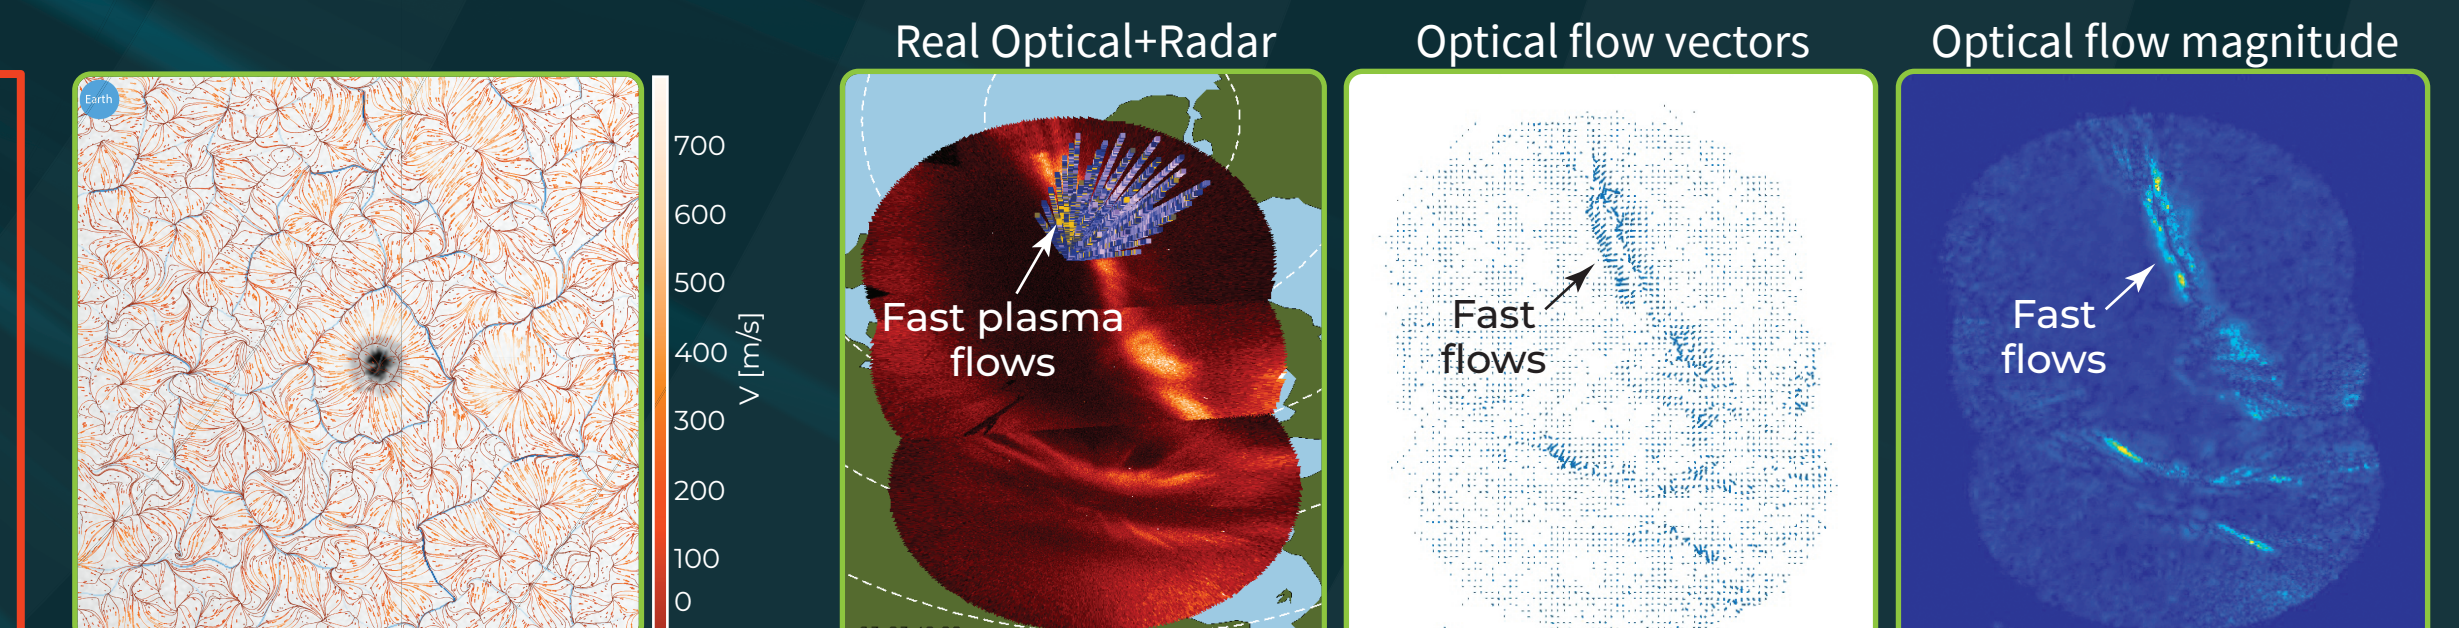 Real Optical+Radar
Optical flow vectors
Optical flow magnitude
Earth
700
600
500
400
300
200
100
0
V [m/s]
Fast plasma
flows
Fast
flows
Fast
flows